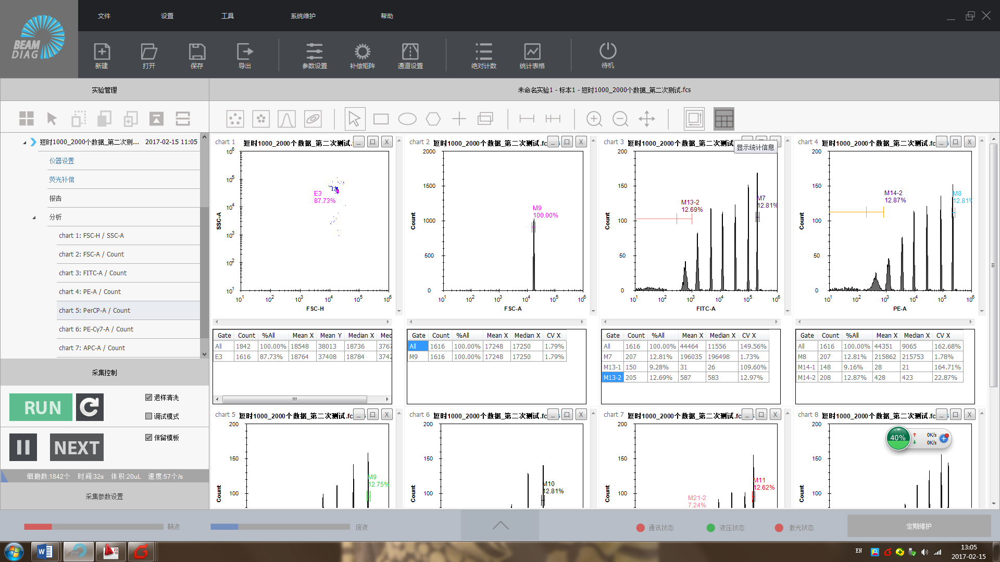 BEAM
DIAG
文件 设置 工具 系统维护 帮助
新建 打开 保存 导出 参数设置 补偿矩阵 通道设置 绝对计数 统计表格 待机
实验管理
未命名实验1 - 标本1 - 短时1000_2000个数据_第二次测试.fcs
短时1000_2000个数据_第二次测... 2017-02-15 11:05
仪器设置
荧光补偿
报告
分析
chart 1: FSC-H / SSC-A
chart 2: FSC-A / Count
chart 3: FITC-A / Count
chart 4: PE-A / Count
chart 5: PerCP-A / Count
chart 6: PE-Cy7-A / Count
chart 7: APC-A / Count
采集控制
RUN
退样清洗
调试模式
NEXT
保留模板
细胞数:1842个 时间:32s 体积:20uL 速度:57个/s
采集参数设置
chart 1 短时1000_2000个数据_第二次测试.
SSC-A
10^6
10^5
10^4
10^3
10^2
10^1
E3
87.73%
10^1 10^2 10^3 10^4 10^5 10^6
FSC-H
Gate Count %All Mean X Mean Y Median X Med
All 1842 100.00% 18548 38013 18736 3767
E3 1616 87.73% 18764 37408 18784 3742
chart 2 短时1000_2000个数据_第二次测试.fc
Count
2000
1500
1000
500
0
M9
100.00%
10^1 10^2 10^3 10^4 10^5 10^6
FSC-A
Gate Count %All Mean X Median X CV X
All 1616 100.00% 17248 17250 1.79%
M9 1616 100.00% 17248 17250 1.79%
chart 3 短时1000_2000个数据_第二次测试
显示统计信息
Count
200
150
100
50
0
M13-2
12.69%
M7
12.81%
10^1 10^2 10^3 10^4 10^5 10^6
FITC-A
Gate Count %All Mean X Median X CV X
All 1616 100.00% 44464 11556 149.56%
M7 207 12.81% 196035 196498 1.73%
M13-1 150 9.28% 31 26 109.60%
M13-2 205 12.69% 587 583 12.97%
chart 4 短时1000_2000个数据_第二次测试.fc
Count
200
150
100
50
0
M14-2
12.87%
M8
12.81%
10^1 10^2 10^3 10^4 10^5 10^6
PE-A
Gate Count %All Mean X Median X CV X
All 1616 100.00% 44351 9065 162.68%
M8 207 12.81% 215862 215753 1.78%
M14-1 148 9.16% 28 21 164.71%
M14-2 208 12.87% 428 423 22.87%
chart 5 短时1000_2000个数据_第二次测试.fc
Count
200
150
100
M9
12.75%
chart 6 短时1000_2000个数据_第二次测试.fc
Count
200
150
100
M10
12.81%
chart 7 短时1000_2000个数据_第二次测试.fc
Count
200
150
100
M21-2
7.24%
M11
12.62%
chart 8 短时1000_2000个数据_第二次测试.fc
Count
200
150
100
40%
0K/s
0K/s
鞘液 废液 通讯状态 液压状态 激光状态 定期维护
EN
13:05
2017-02-15